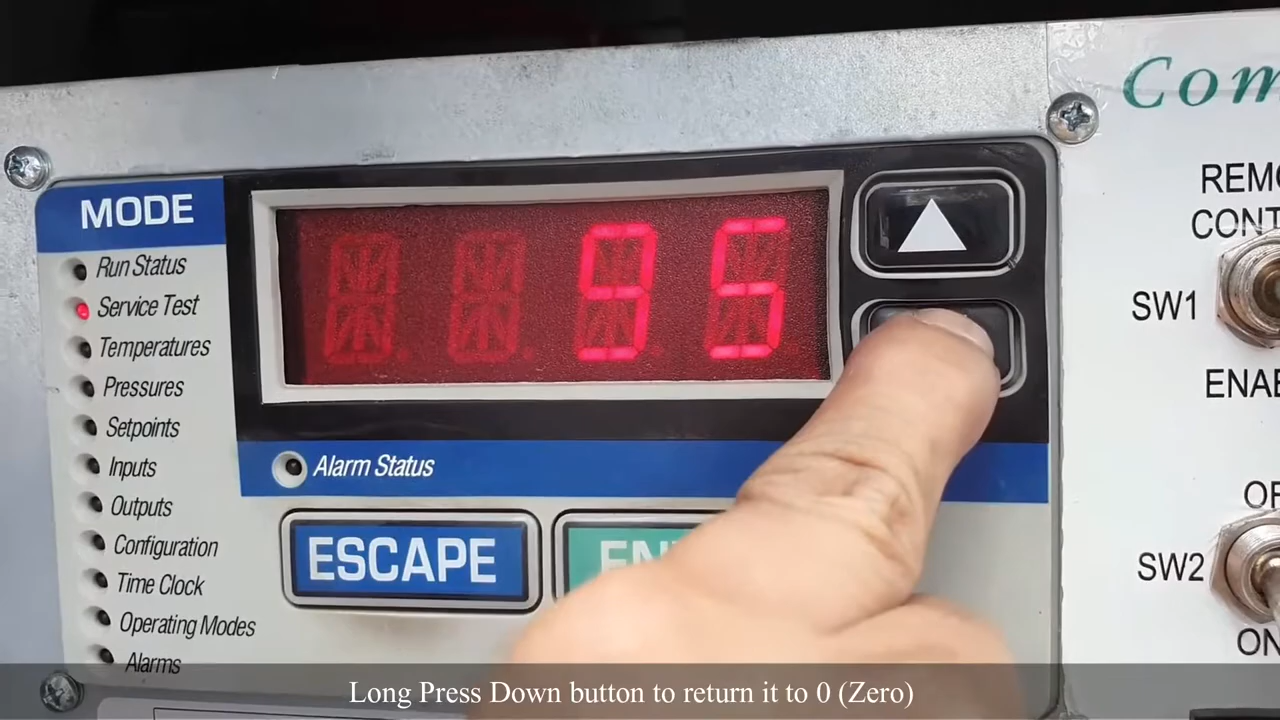 Com
MODE
Run Status
Service Test
Temperatures
Pressures
Setpoints
Inputs
Outputs
Configuration
Time Clock
Operating Modes
Alarms
95
Alarm Status
ESCAPE
EN
REMO
CONT
SW1
ENAB
OF
SW2
ON
Long Press Down button to return it to 0 (Zero)